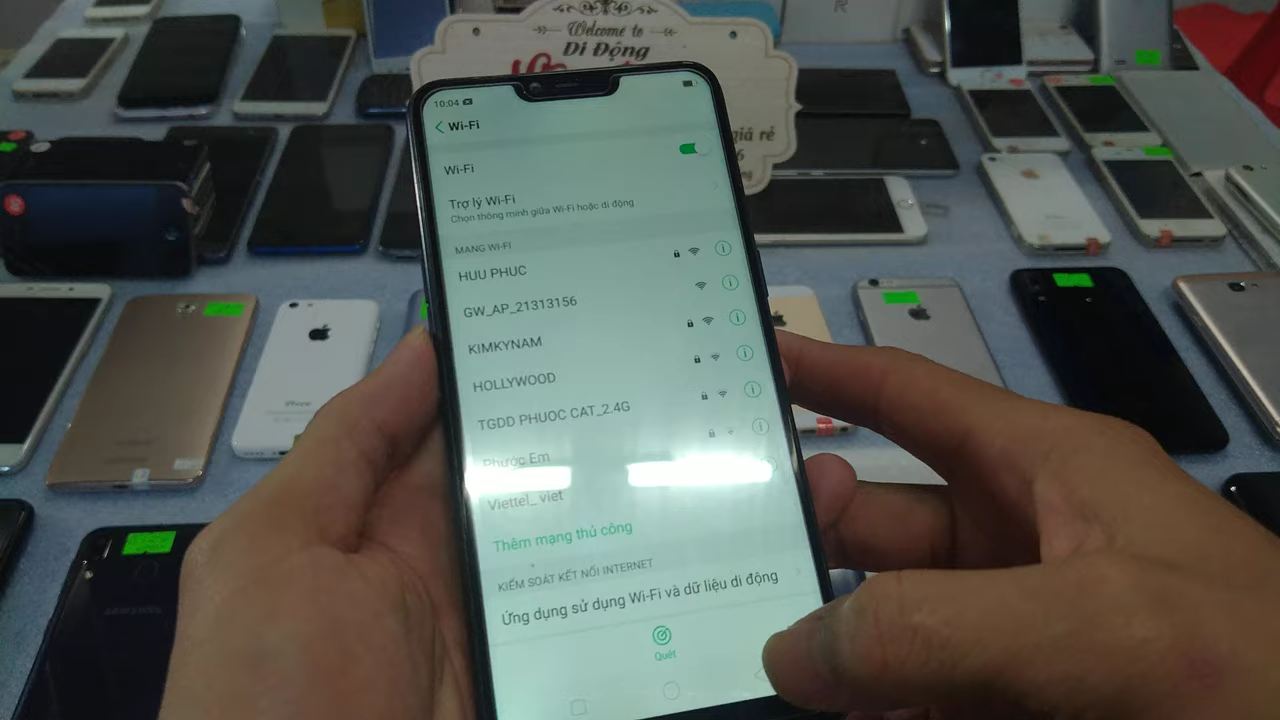 Welcome to
Di Động
giá rẻ
10:04
Wi-Fi
Wi-Fi
Trợ lý Wi-Fi
Chọn thông minh giữa Wi-Fi hoặc di động
MẠNG WI-FI
HUU PHUC
GW_AP_21313156
KIMKYNAM
HOLLYWOOD
TGDD PHUOC CAT_2.4G
Phước Em
Viettel_viet
Thêm mạng thủ công
KIỂM SOÁT KẾT NỐI INTERNET
Ứng dụng sử dụng Wi-Fi và dữ liệu di động
Quét
iPhone
SAMSUNG